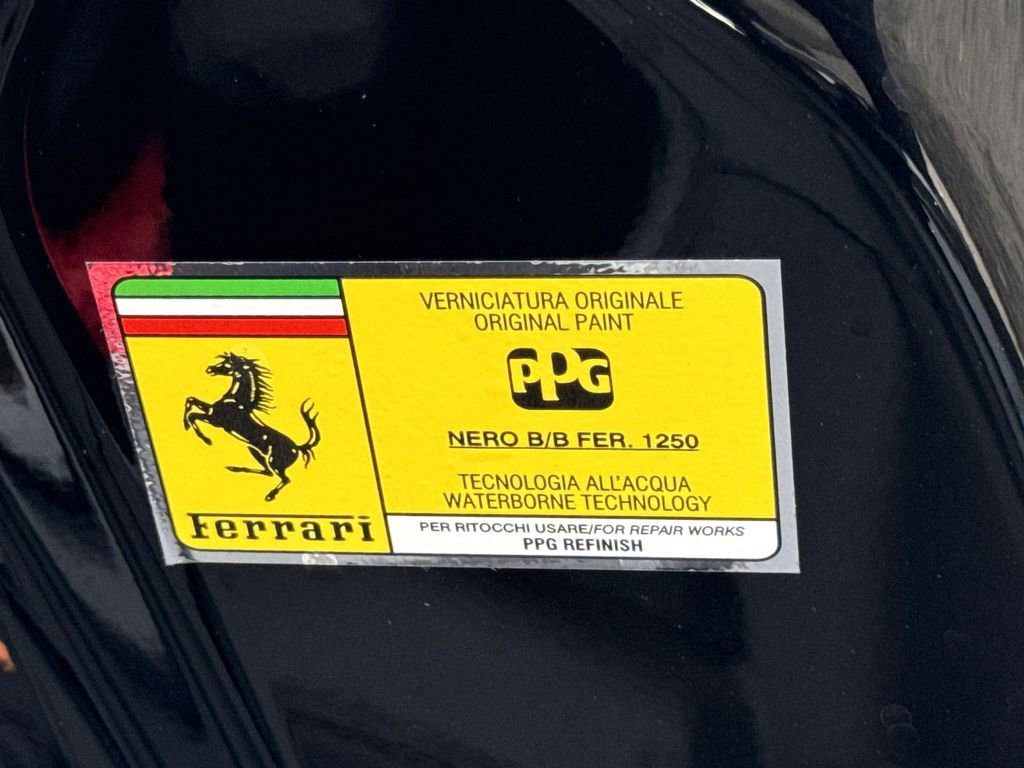 Ferrari
VERNICIATURA ORIGINALE
ORIGINAL PAINT
PPG
NERO B/B FER. 1250
TECNOLOGIA ALL'ACQUA
WATERBORNE TECHNOLOGY
PER RITOCCHI USARE/FOR REPAIR WORKS
PPG REFINISH